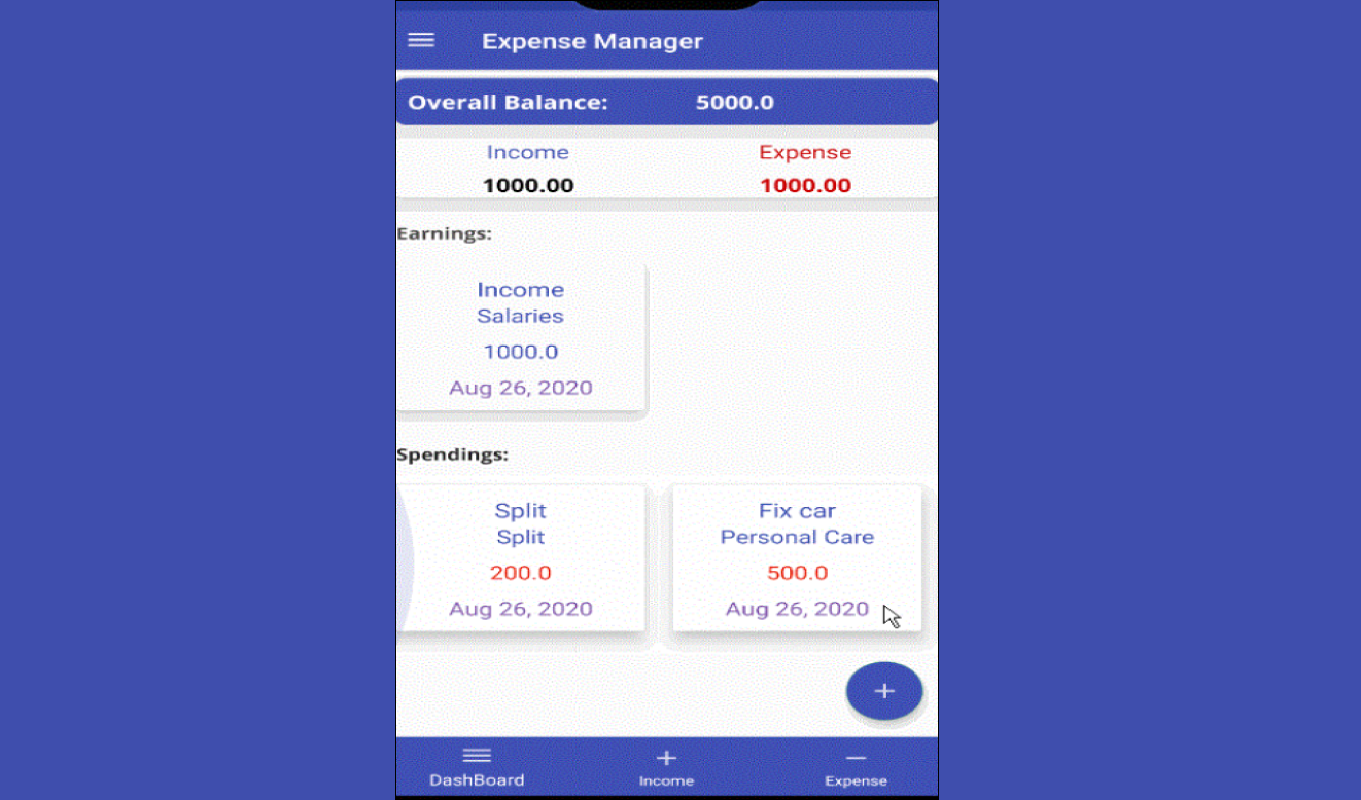 Expense Manager
Overall Balance: 5000.0
Income Expense
1000.00 1000.00
Earnings:
Income
Salaries
1000.0
Aug 26, 2020
Spendings:
Split Fix car
Split Personal Care
200.0 500.0
Aug 26, 2020 Aug 26, 2020
+
DashBoard Income Expense